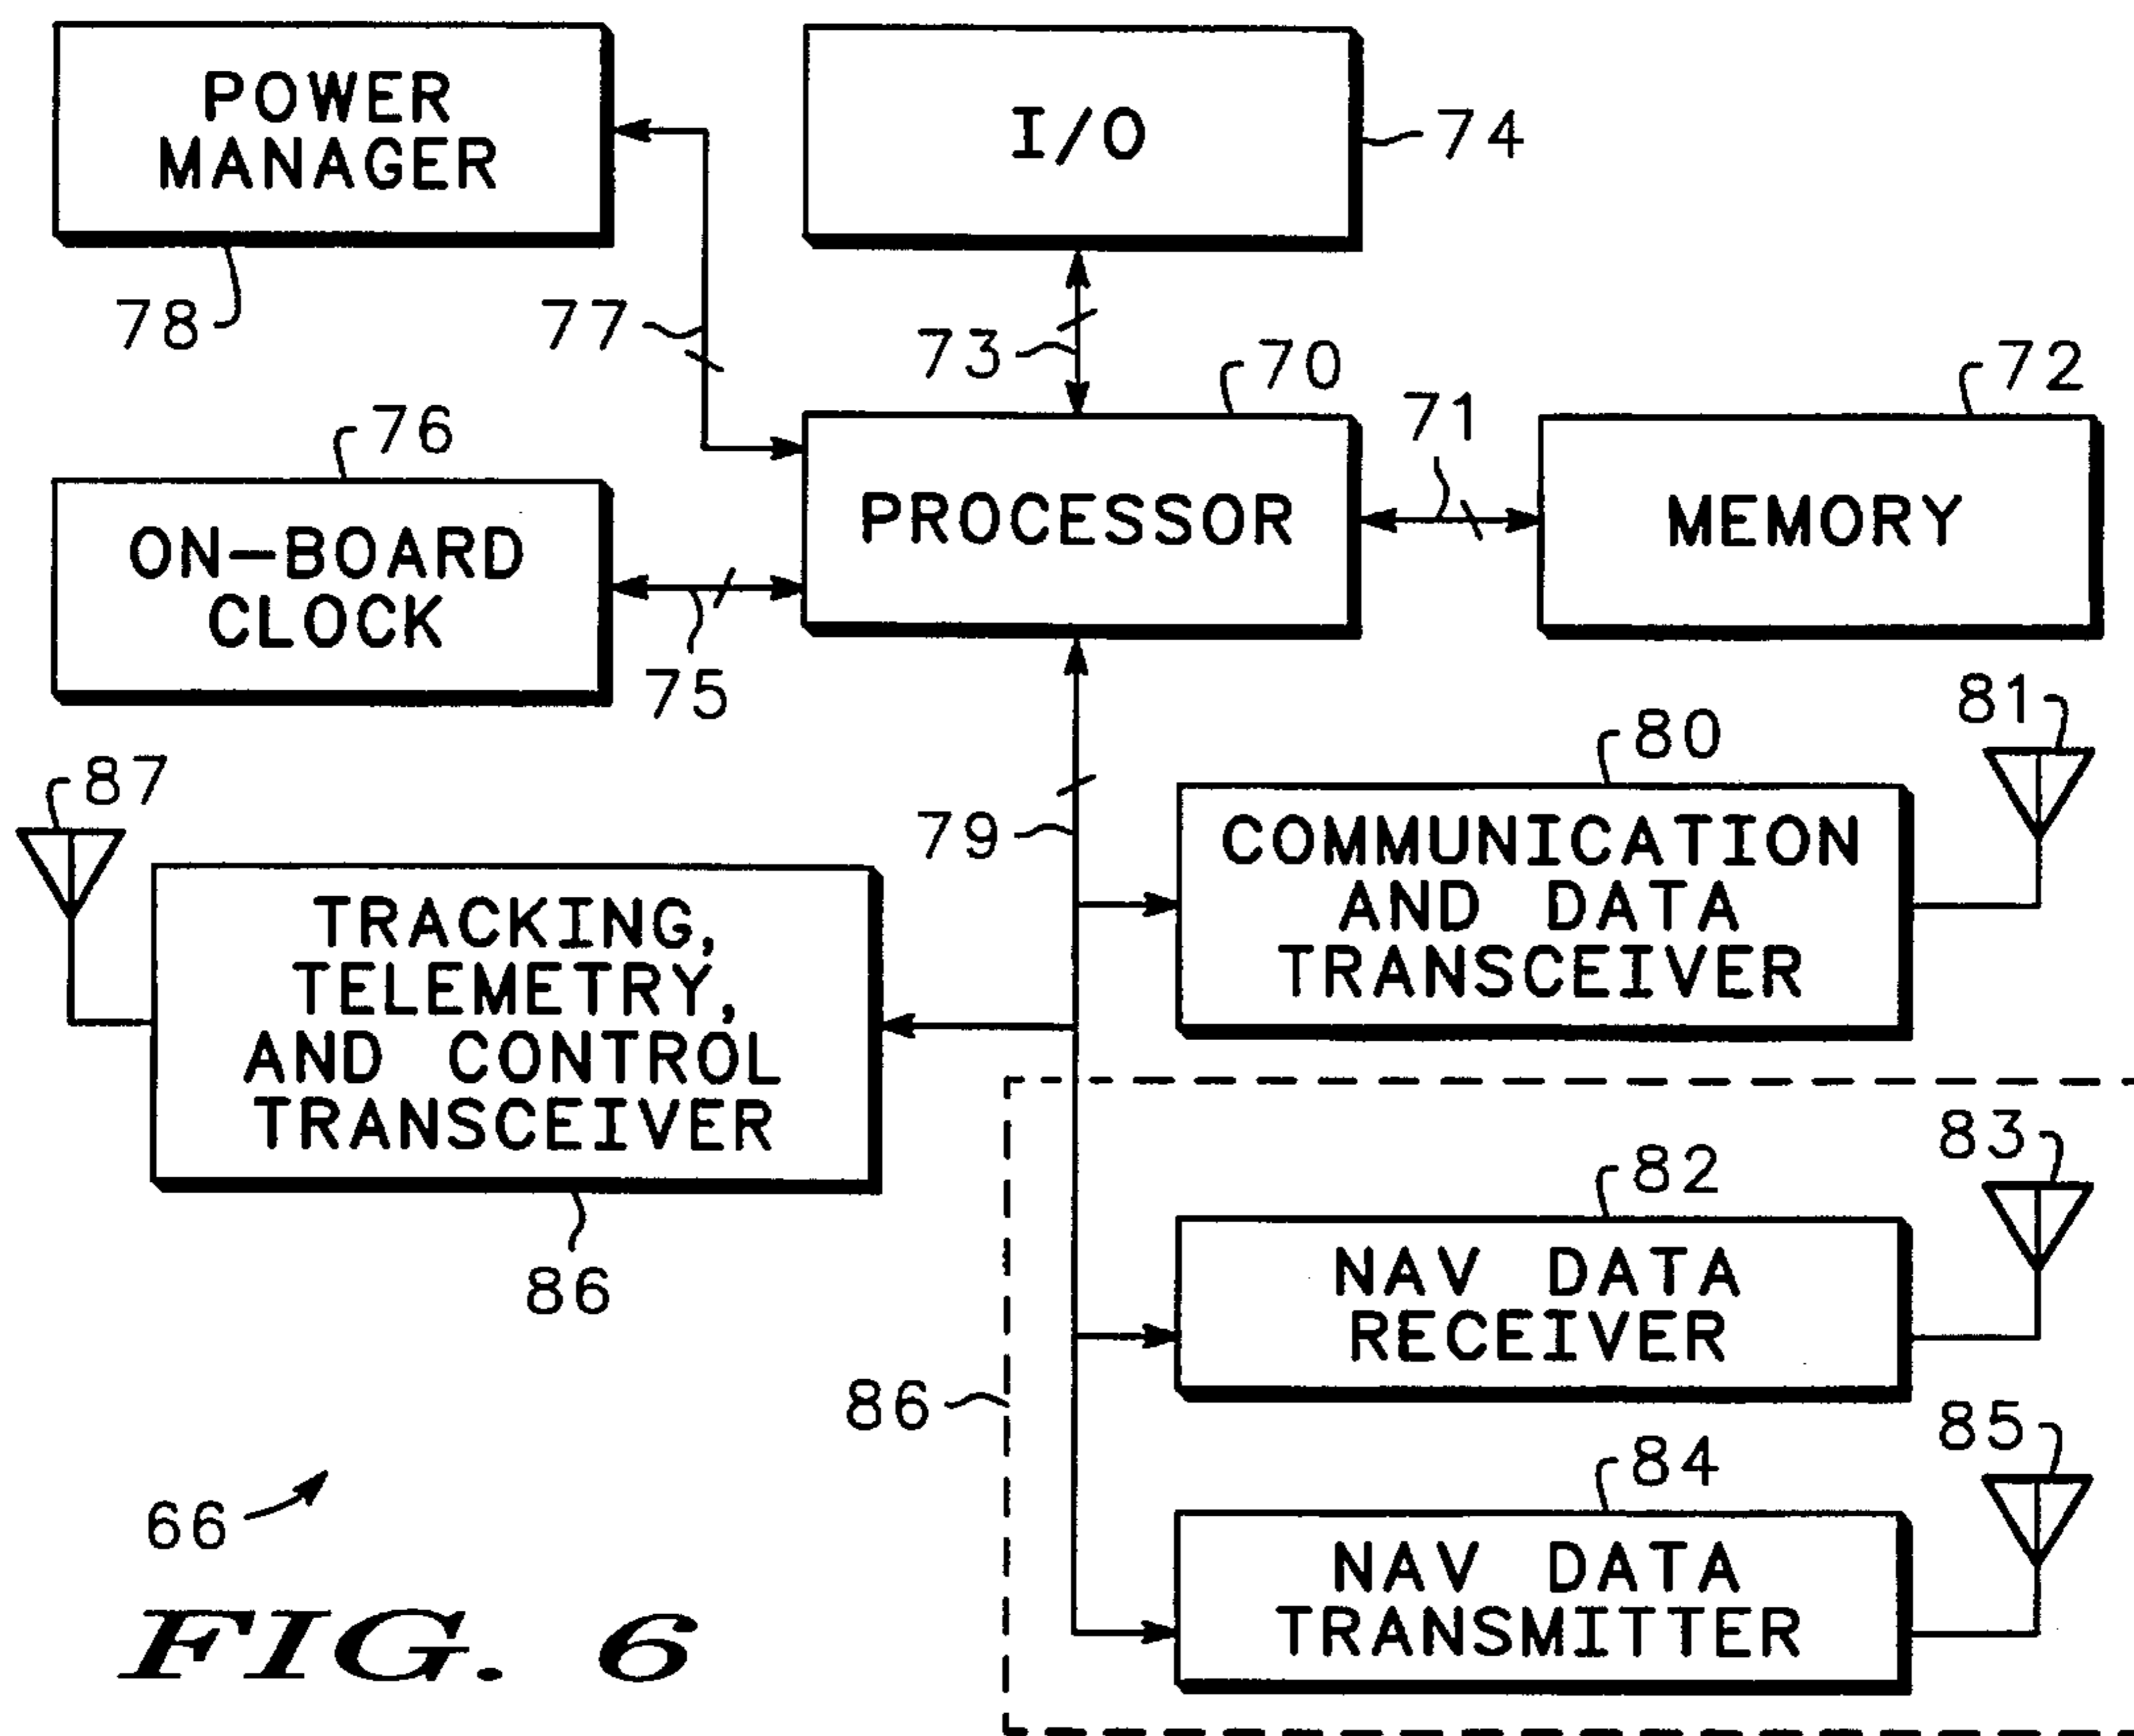 POWER
MANAGER
78
I/O
74
77
73
70
71
72
76
ON-BOARD
CLOCK
75
PROCESSOR
MEMORY
87
79
80
81
TRACKING,
TELEMETRY,
AND CONTROL
TRANSCEIVER
86
COMMUNICATION
AND DATA
TRANSCEIVER
82
83
NAV DATA
RECEIVER
86
84
85
NAV DATA
TRANSMITTER
66
FIG. 6